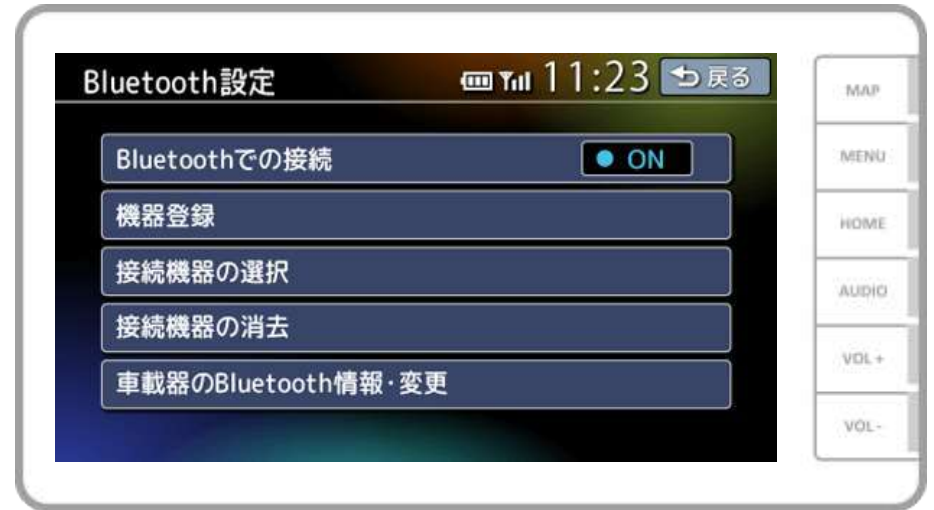 Bluetooth設定
11:23
戻る
Bluetoothでの接続
ON
機器登録
接続機器の選択
接続機器の消去
車載器のBluetooth情報･変更
MAP
MENU
HOME
AUDIO
VOL+
VOL-